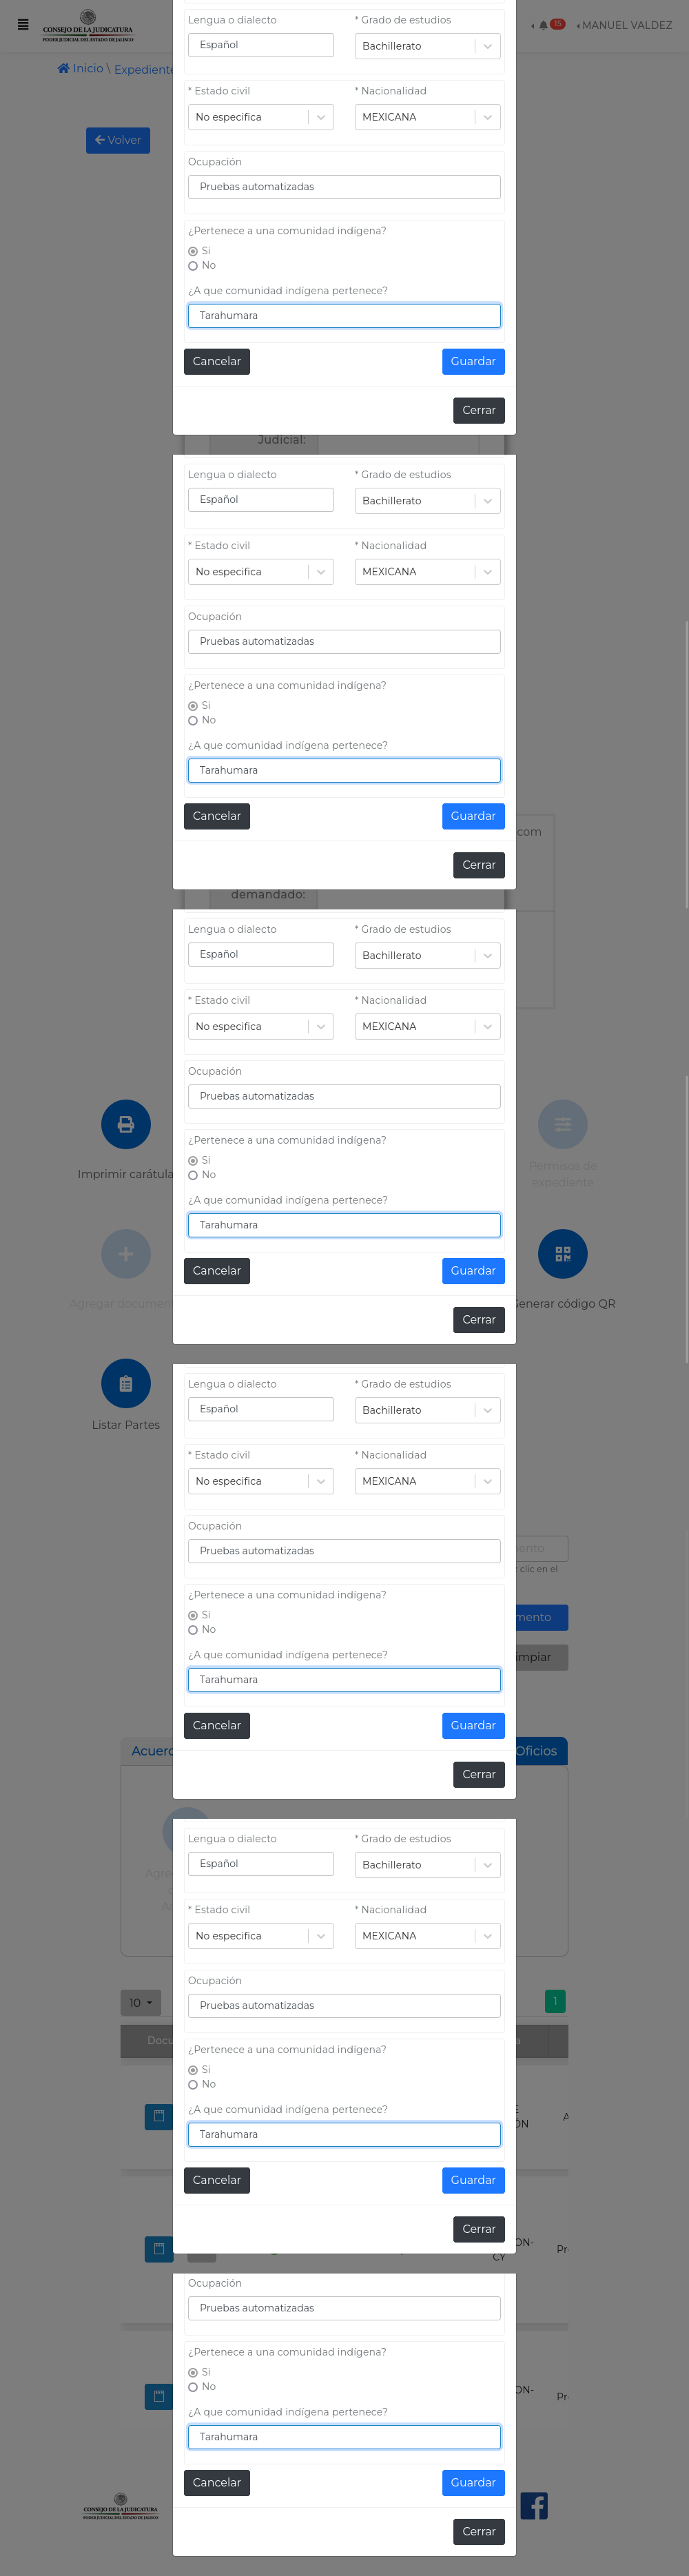 CONSEJO DE LA JUDICATURA
PODER JUDICIAL DEL ESTADO DE JALISCO
15
MANUEL VALDEZ
Inicio \ Expediente
Volver
Lengua o dialecto
* Grado de estudios
Español
Bachillerato
* Estado civil
* Nacionalidad
No especifica
MEXICANA
Ocupación
Pruebas automatizadas
¿Pertenece a una comunidad indígena?
Si
No
¿A que comunidad indígena pertenece?
Tarahumara
Cancelar
Guardar
Cerrar
Judicial:
Lengua o dialecto
* Grado de estudios
Español
Bachillerato
* Estado civil
* Nacionalidad
No especifica
MEXICANA
Ocupación
Pruebas automatizadas
¿Pertenece a una comunidad indígena?
Si
No
¿A que comunidad indígena pertenece?
Tarahumara
Cancelar
Guardar
com
Cerrar
demandado:
Lengua o dialecto
* Grado de estudios
Español
Bachillerato
* Estado civil
* Nacionalidad
No especifica
MEXICANA
Ocupación
Pruebas automatizadas
¿Pertenece a una comunidad indígena?
Si
No
¿A que comunidad indígena pertenece?
Tarahumara
Cancelar
Guardar
Cerrar
Imprimir carátula
Permisos de
expediente
Agregar document
Generar código QR
Listar Partes
Lengua o dialecto
* Grado de estudios
Español
Bachillerato
* Estado civil
* Nacionalidad
No especifica
MEXICANA
Ocupación
Pruebas automatizadas
¿Pertenece a una comunidad indígena?
Si
No
¿A que comunidad indígena pertenece?
Tarahumara
Cancelar
Guardar
Cerrar
ento
clic en el
mento
impiar
Acuerd
Oficios
Lengua o dialecto
* Grado de estudios
Español
Bachillerato
* Estado civil
* Nacionalidad
No especifica
MEXICANA
Ocupación
Pruebas automatizadas
¿Pertenece a una comunidad indígena?
Si
No
¿A que comunidad indígena pertenece?
Tarahumara
Cancelar
Guardar
Cerrar
10
1
Docu
a
E
ÓN
A
ON-
CY
Pr
Ocupación
Pruebas automatizadas
¿Pertenece a una comunidad indígena?
Si
No
¿A que comunidad indígena pertenece?
Tarahumara
Cancelar
Guardar
Cerrar
ON-
Pr
CONSEJO DE LA JUDICATURA
PODER JUDICIAL DEL ESTADO DE JALISCO